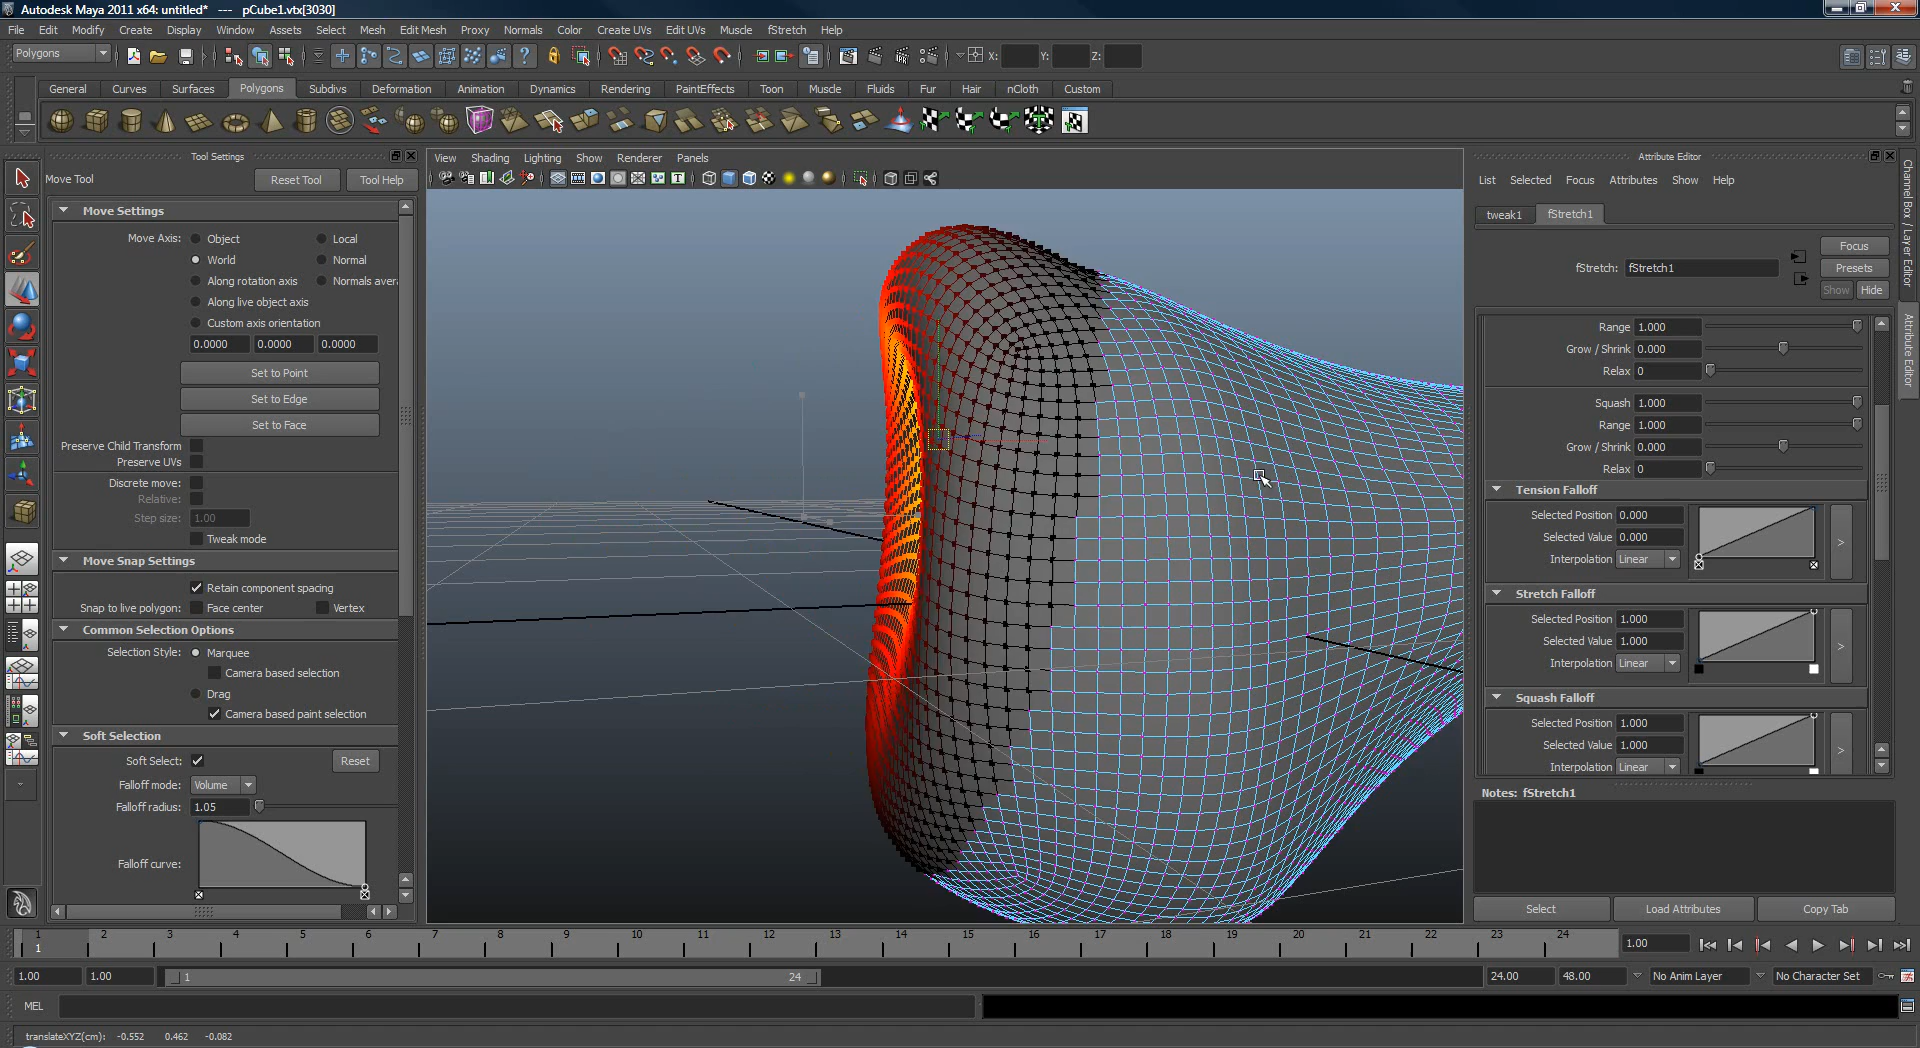 Autodesk Maya 2011 x64: untitled*   ---   pCube1.vtx[3030]
File Edit Modify Create Display Window Assets Select Mesh Edit Mesh Proxy Normals Color Create UVs Edit UVs Muscle fStretch Help
Polygons X: Y: Z:
General Curves Surfaces Polygons Subdivs Deformation Animation Dynamics Rendering PaintEffects Toon Muscle Fluids Fur Hair nCloth Custom
Tool Settings
Move Tool Reset Tool Tool Help
Move Settings
Move Axis: Object Local
World Normal
Along rotation axis Normals avera
Along live object axis
Custom axis orientation
0.0000 0.0000 0.0000
Set to Point
Set to Edge
Set to Face
Preserve Child Transform
Preserve UVs
Discrete move:
Relative:
Step size: 1.00
Tweak mode
Move Snap Settings
Retain component spacing
Snap to live polygon: Face center Vertex
Common Selection Options
Selection Style: Marquee
Camera based selection
Drag
Camera based paint selection
Soft Selection
Soft Select: Reset
Falloff mode: Volume
Falloff radius: 1.05
Falloff curve:
View Shading Lighting Show Renderer Panels
Attribute Editor
List Selected Focus Attributes Show Help
tweak1 fStretch1
Focus
fStretch: fStretch1 Presets
Show Hide
Range 1.000
Grow / Shrink 0.000
Relax 0
Squash 1.000
Range 1.000
Grow / Shrink 0.000
Relax 0
Tension Falloff
Selected Position 0.000
Selected Value 0.000
Interpolation Linear
>
Stretch Falloff
Selected Position 1.000
Selected Value 1.000
Interpolation Linear
>
Squash Falloff
Selected Position 1.000
Selected Value 1.000
Interpolation Linear
>
Notes: fStretch1
Select Load Attributes Copy Tab
Channel Box / Layer Editor
Attribute Editor
1 2 3 4 5 6 7 8 9 10 11 12 13 14 15 16 17 18 19 20 21 22 23 24
1 1.00
1.00 1.00 1 24 24.00 48.00 No Anim Layer No Character Set
MEL
translateXYZ(cm): -0.552 0.462 -0.082